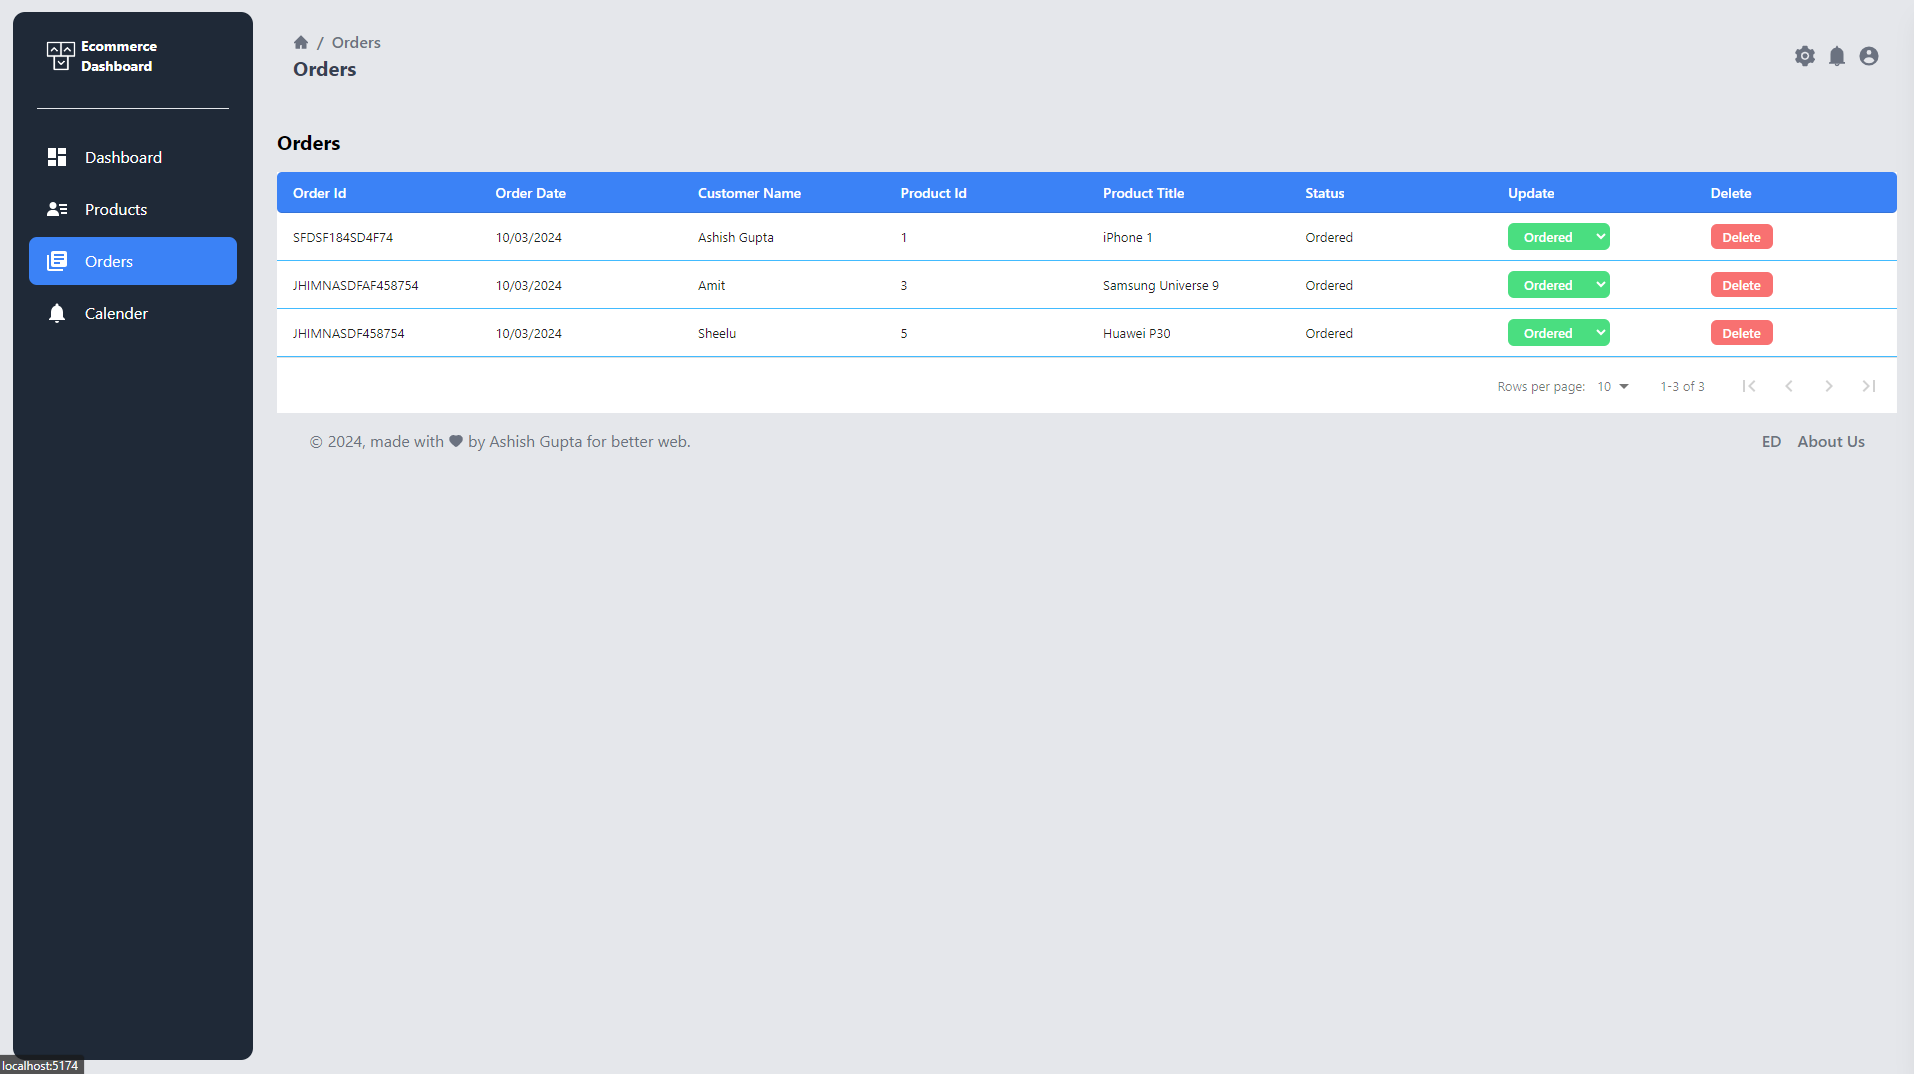 Ecommerce
Dashboard
Dashboard
Products
Orders
Calender
/ Orders
Orders
Orders
Order Id Order Date Customer Name Product Id Product Title Status Update Delete
SFDSF184SD4F74 10/03/2024 Ashish Gupta 1 iPhone 1 Ordered Ordered Delete
JHIMNASDFAF458754 10/03/2024 Amit 3 Samsung Universe 9 Ordered Ordered Delete
JHIMNASDF458754 10/03/2024 Sheelu 5 Huawei P30 Ordered Ordered Delete
Rows per page: 10 1-3 of 3
© 2024, made with by Ashish Gupta for better web. ED About Us
localhost:5174